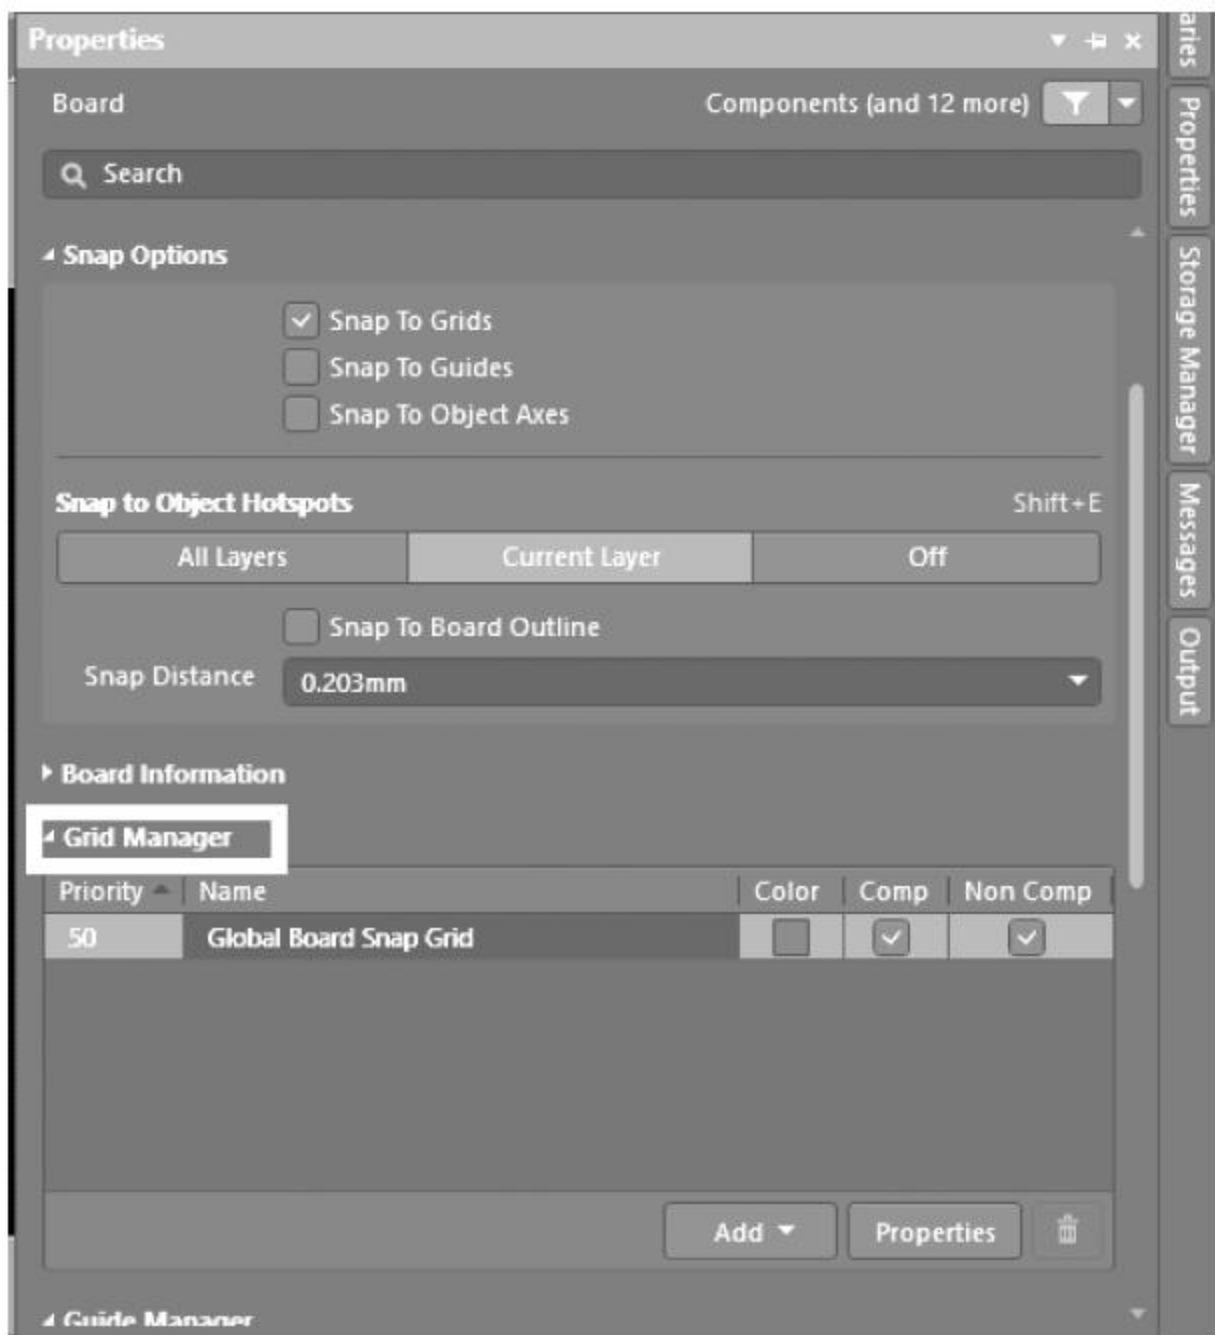 Properties
Board Components (and 12 more)
Search
Snap Options
Snap To Grids
Snap To Guides
Snap To Object Axes
Snap to Object Hotspots Shift+E
All Layers Current Layer Off
Snap To Board Outline
Snap Distance 0.203mm
Board Information
Grid Manager
Priority Name Color Comp Non Comp
50 Global Board Snap Grid
Add Properties
Guide Manager
aries
Properties
Storage Manager
Messages
Output